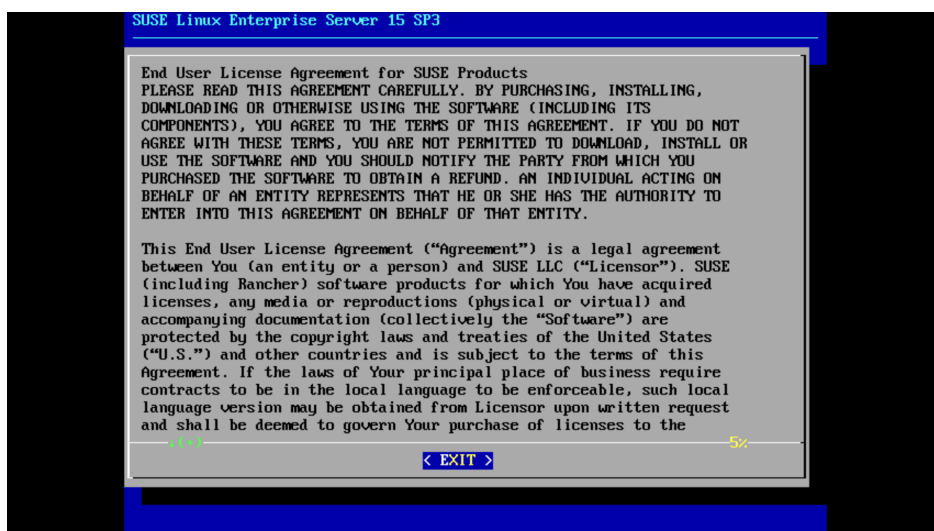 SUSE Linux Enterprise Server 15 SP3
End User License Agreement for SUSE Products
PLEASE READ THIS AGREEMENT CAREFULLY. BY PURCHASING, INSTALLING,
DOWNLOADING OR OTHERWISE USING THE SOFTWARE (INCLUDING ITS
COMPONENTS), YOU AGREE TO THE TERMS OF THIS AGREEMENT. IF YOU DO NOT
AGREE WITH THESE TERMS, YOU ARE NOT PERMITTED TO DOWNLOAD, INSTALL OR
USE THE SOFTWARE AND YOU SHOULD NOTIFY THE PARTY FROM WHICH YOU
PURCHASED THE SOFTWARE TO OBTAIN A REFUND. AN INDIVIDUAL ACTING ON
BEHALF OF AN ENTITY REPRESENTS THAT HE OR SHE HAS THE AUTHORITY TO
ENTER INTO THIS AGREEMENT ON BEHALF OF THAT ENTITY.
This End User License Agreement (“Agreement”) is a legal agreement
between You (an entity or a person) and SUSE LLC (“Licensor”). SUSE
(including Rancher) software products for which You have acquired
licenses, any media or reproductions (physical or virtual) and
accompanying documentation (collectively the “Software”) are
protected by the copyright laws and treaties of the United States
(“U.S.”) and other countries and is subject to the terms of this
Agreement. If the laws of Your principal place of business require
contracts to be in the local language to be enforceable, such local
language version may be obtained from Licensor upon written request
and shall be deemed to govern Your purchase of licenses to the
↓(+) 5%
< EXIT >